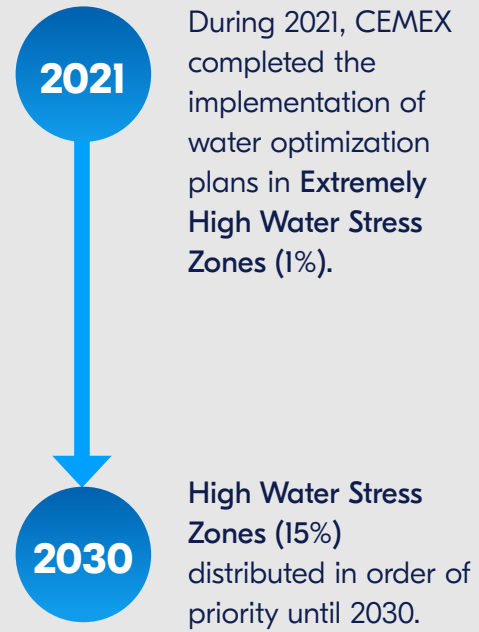 2021
During 2021, CEMEX
completed the
implementation of
water optimization
plans in Extremely
High Water Stress
Zones (1%).
2030
High Water Stress
Zones (15%)
distributed in order of
priority until 2030.